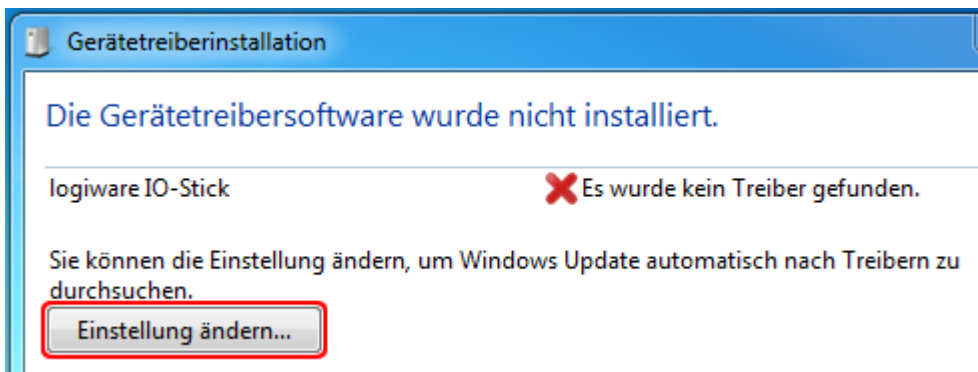 Gerätetreiberinstallation
Die Gerätetreibersoftware wurde nicht installiert.
logiware IO-Stick Es wurde kein Treiber gefunden.
Sie können die Einstellung ändern, um Windows Update automatisch nach Treibern zu
durchsuchen.
Einstellung ändern...